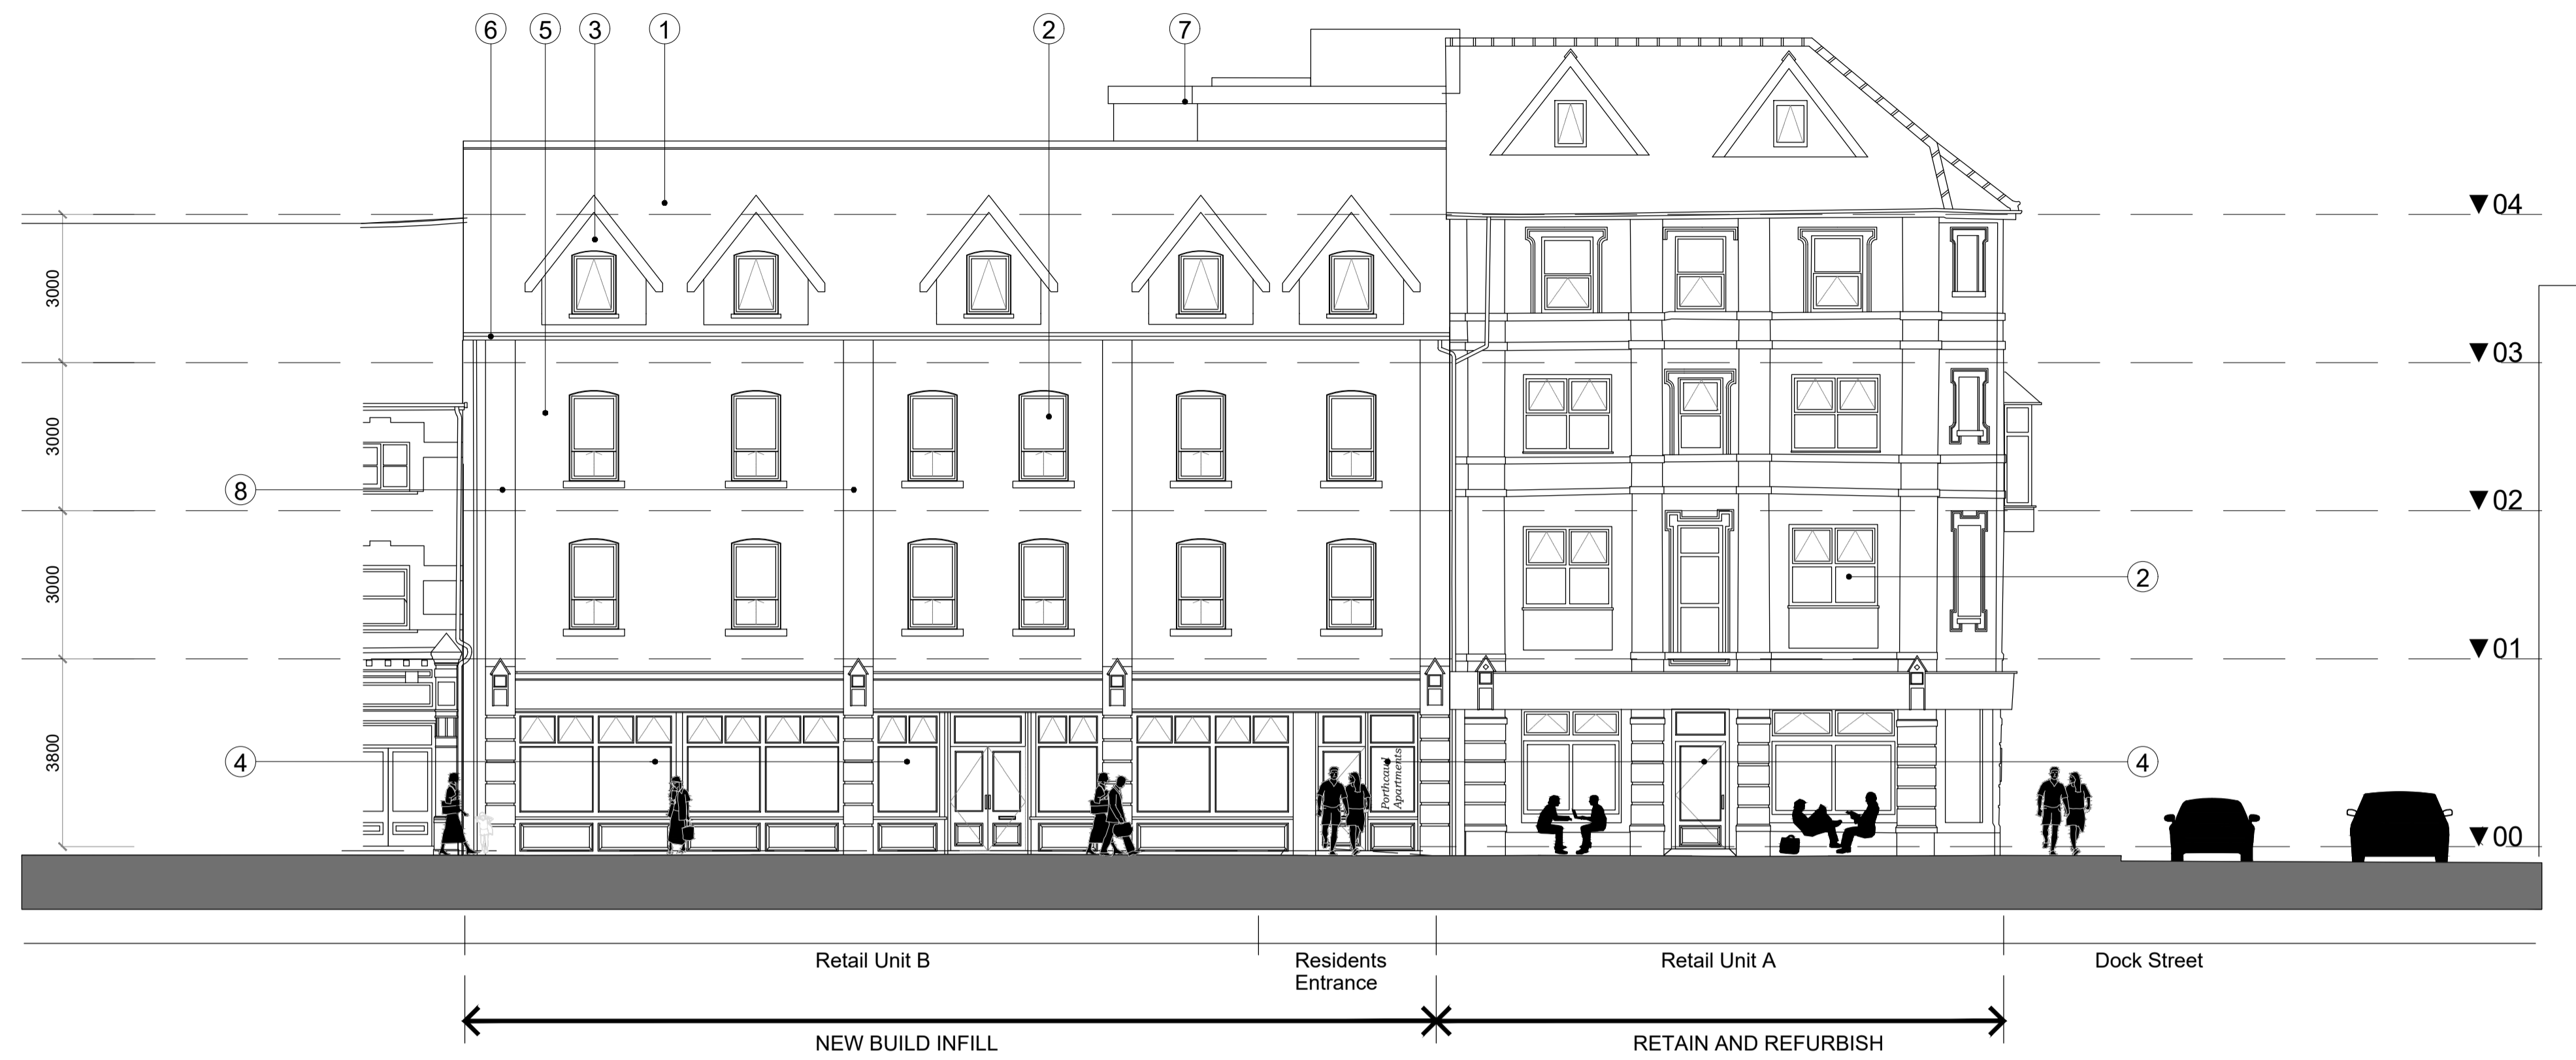 6 5 3 1 2 7
▼04
3000
▼03
3000
8
▼02
3000
2
▼01
3800
4
Porthcawl
Apartments
4
▼00
Retail Unit B
Residents
Entrance
Retail Unit A
Dock Street
NEW BUILD INFILL
RETAIN AND REFURBISH